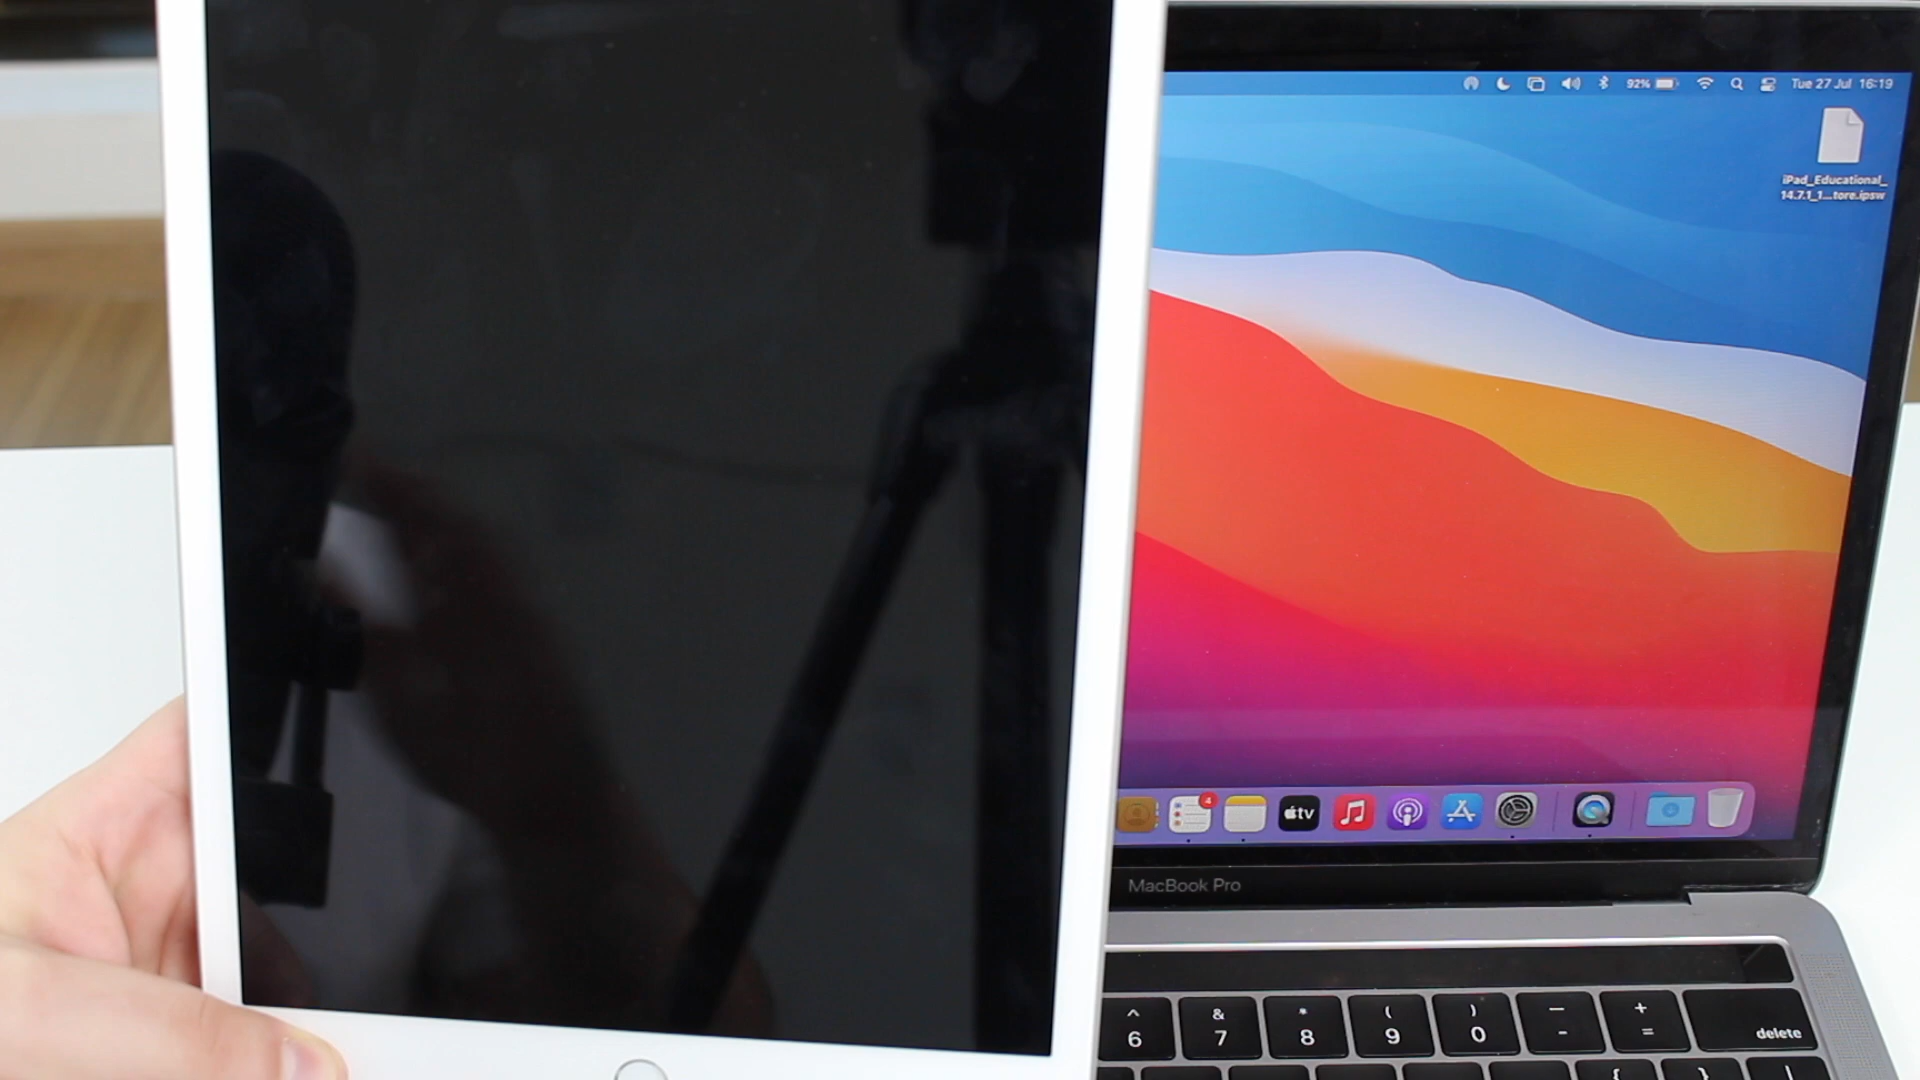 92% Tue 27 Jul 16:19
iPad_Educational_
14.7.1_1...tore.ipsw
4
tv
MacBook Pro
^ & * ( ) — +
6 7 8 9 0 - = delete
{ } |